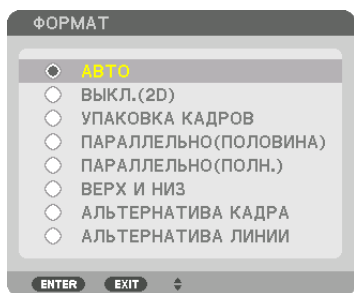 ФОРМАТ
АВТО
ВЫКЛ.(2D)
УПАКОВКА КАДРОВ
ПАРАЛЛЕЛЬНО(ПОЛОВИНА)
ПАРАЛЛЕЛЬНО(ПОЛН.)
ВЕРХ И НИЗ
АЛЬТЕРНАТИВА КАДРА
АЛЬТЕРНАТИВА ЛИНИИ
ENTER EXIT